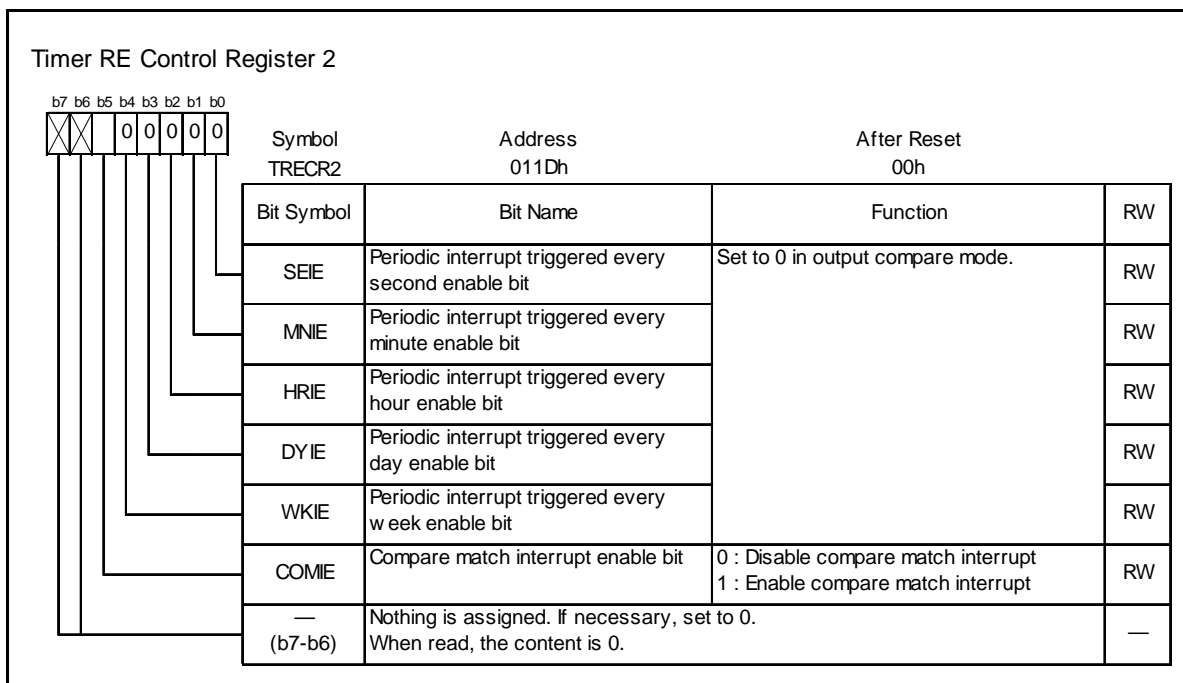 Timer RE Control Register 2
b7 b6 b5 b4 b3 b2 b1 b0
0 0 0 0 0
Symbol Address After Reset
TRECR2 011Dh 00h
Bit Symbol Bit Name Function RW
SEIE Periodic interrupt triggered every second enable bit Set to 0 in output compare mode. RW
MNIE Periodic interrupt triggered every minute enable bit RW
HRIE Periodic interrupt triggered every hour enable bit RW
DYIE Periodic interrupt triggered every day enable bit RW
WKIE Periodic interrupt triggered every week enable bit RW
COMIE Compare match interrupt enable bit 0 : Disable compare match interrupt 1 : Enable compare match interrupt RW
— (b7-b6) Nothing is assigned. If necessary, set to 0. When read, the content is 0. —